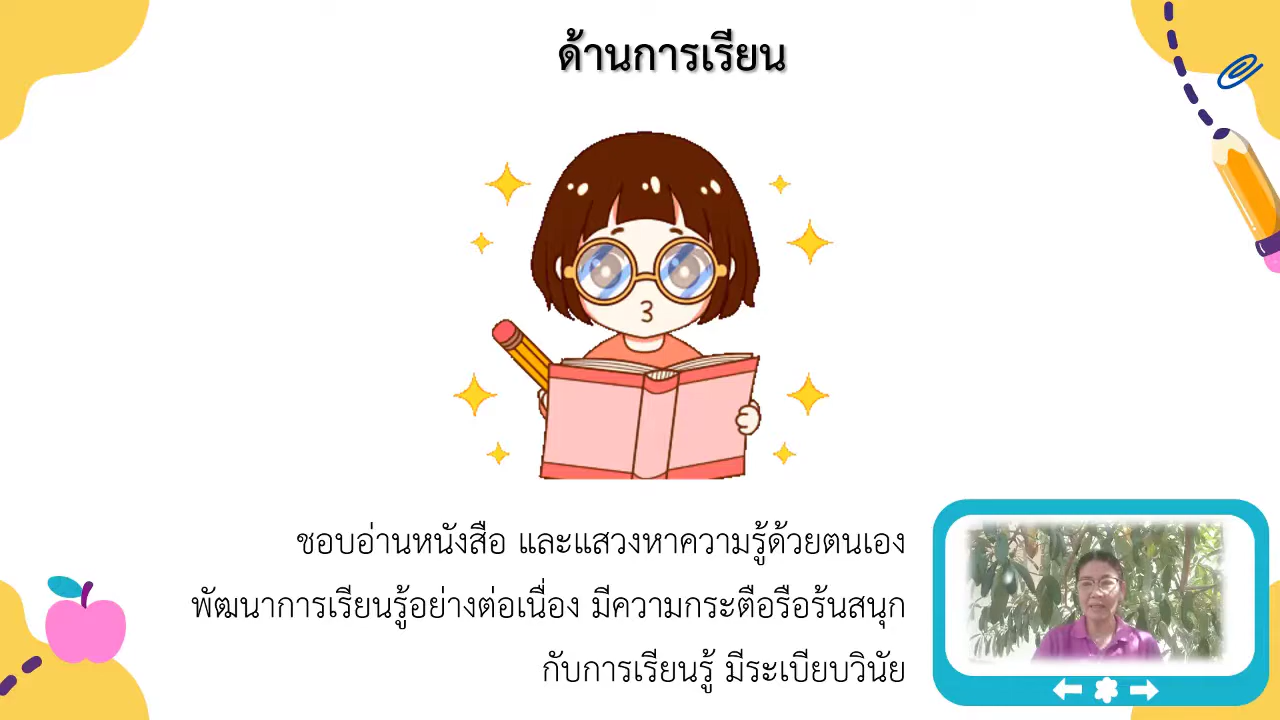 ด้านการเรียน
ชอบอ่านหนังสือ และแสวงหาความรู้ด้วยตนเอง
พัฒนาการเรียนรู้อย่างต่อเนื่อง มีความกระตือรือร้นสนุก
กับการเรียนรู้ มีระเบียบวินัย